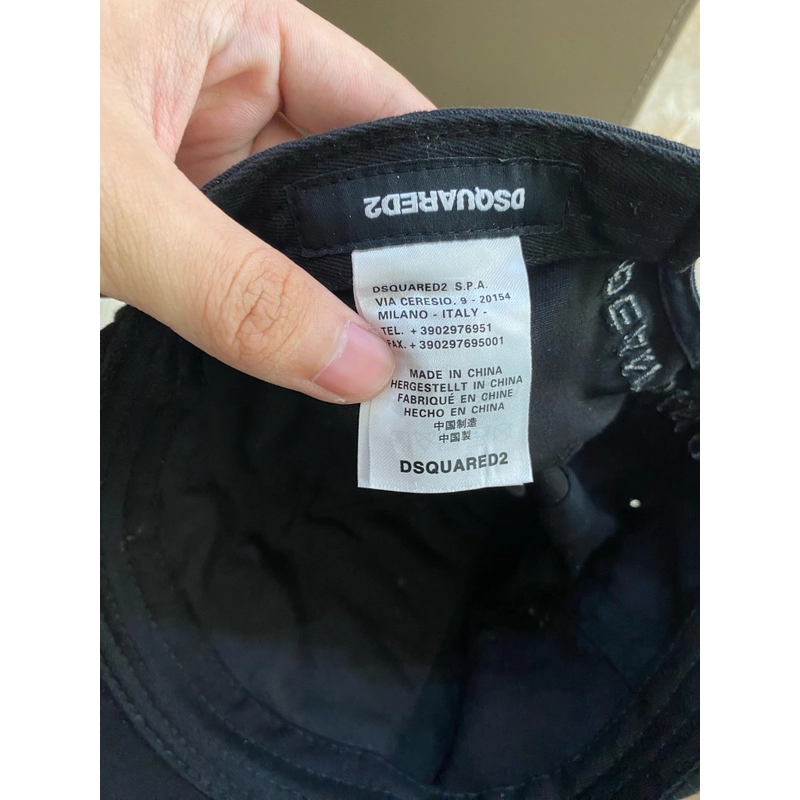 DSQUARED2
DSQUARED2 S.P.A.
VIA CERESIO. 9 - 20154
MILANO - ITALY -
TEL. + 3902976951
FAX. + 390297695001
MADE IN CHINA
HERGESTELLT IN CHINA
FABRIQUÉ EN CHINE
HECHO EN CHINA
中国制造
中国製
DSQUARED2